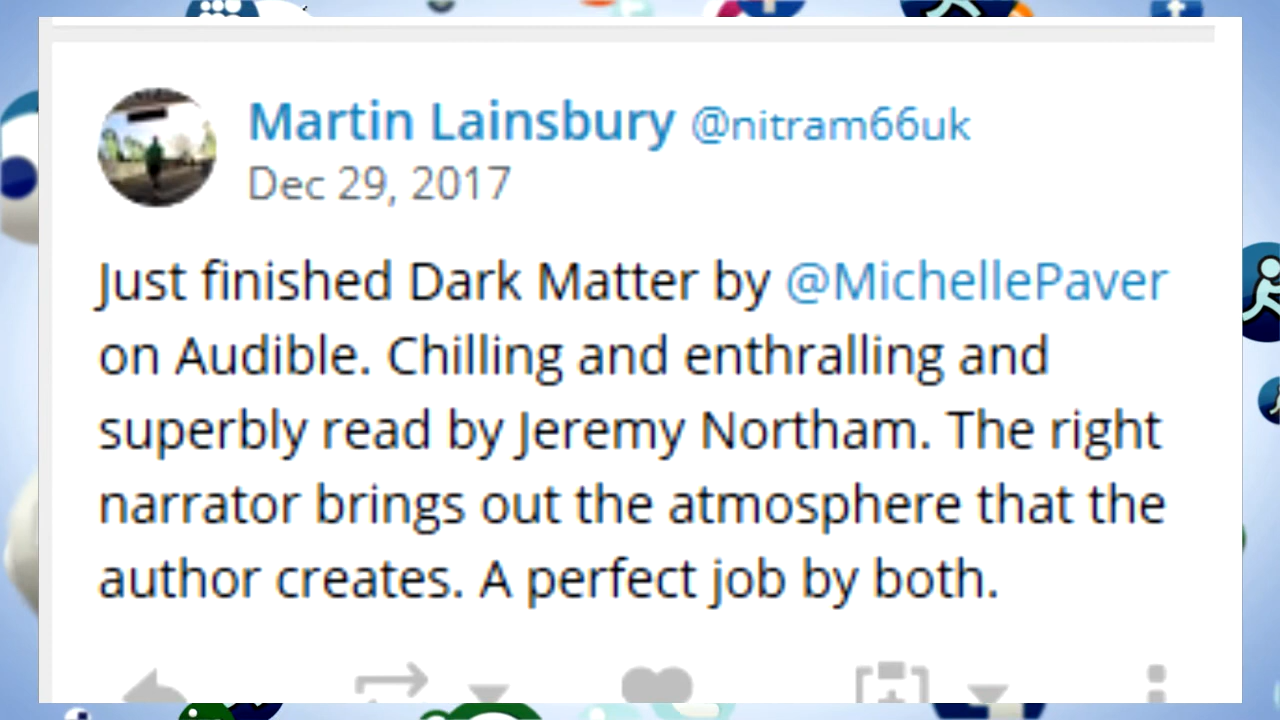 Martin Lainsbury @nitram66uk
Dec 29, 2017
Just finished Dark Matter by @MichellePaver
on Audible. Chilling and enthralling and
superbly read by Jeremy Northam. The right
narrator brings out the atmosphere that the
author creates. A perfect job by both.